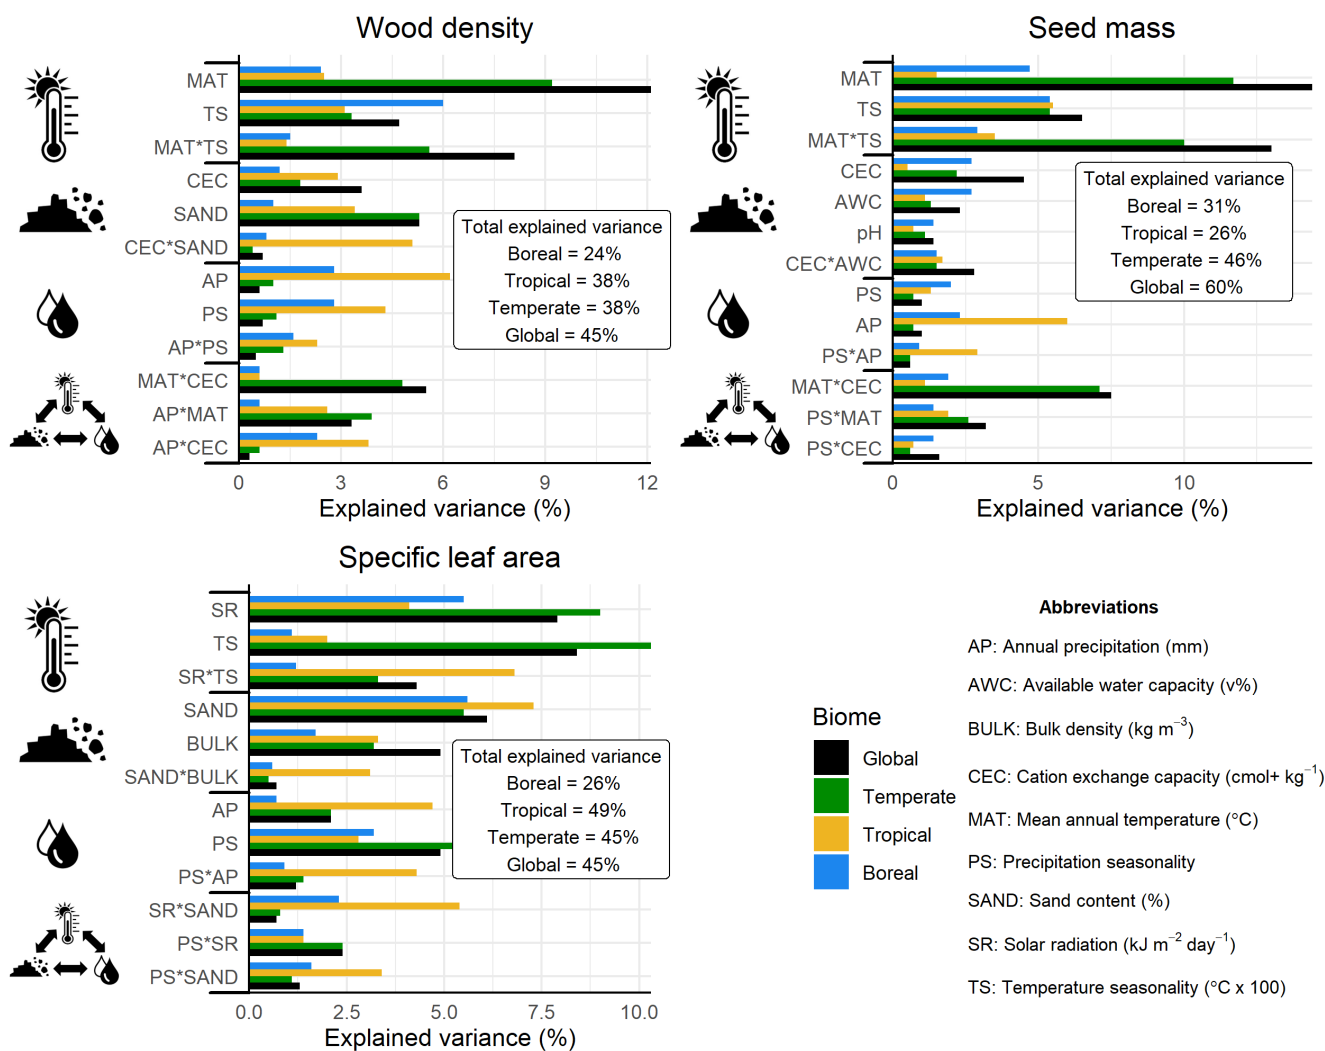 Wood density
MAT
TS
MAT*TS
CEC
SAND
CEC*SAND
AP
PS
AP*PS
MAT*CEC
AP*MAT
AP*CEC
Total explained variance
Boreal = 24%
Tropical = 38%
Temperate = 38%
Global = 45%
0 3 6 9 12
Explained variance (%)
Seed mass
MAT
TS
MAT*TS
CEC
AWC
pH
CEC*AWC
PS
AP
PS*AP
MAT*CEC
PS*MAT
PS*CEC
Total explained variance
Boreal = 31%
Tropical = 26%
Temperate = 46%
Global = 60%
0 5 10
Explained variance (%)
Specific leaf area
SR
TS
SR*TS
SAND
BULK
SAND*BULK
AP
PS
PS*AP
SR*SAND
PS*SR
PS*SAND
Total explained variance
Boreal = 26%
Tropical = 49%
Temperate = 45%
Global = 45%
0.0 2.5 5.0 7.5 10.0
Explained variance (%)
Biome
Global
Temperate
Tropical
Boreal
Abbreviations
AP: Annual precipitation (mm)
AWC: Available water capacity (v%)
BULK: Bulk density (kg m⁻³)
CEC: Cation exchange capacity (cmol+ kg⁻¹)
MAT: Mean annual temperature (°C)
PS: Precipitation seasonality
SAND: Sand content (%)
SR: Solar radiation (kJ m⁻² day⁻¹)
TS: Temperature seasonality (°C x 100)